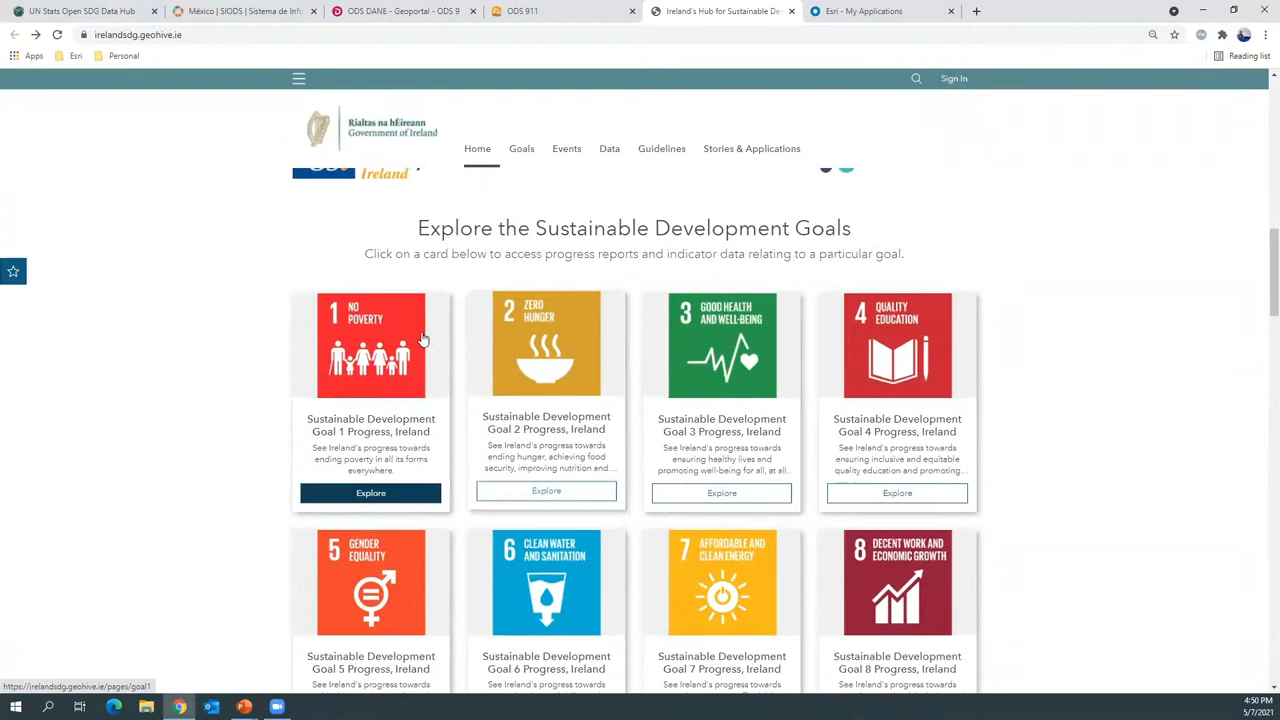 UN Stats Open SDG Data Hub
México | SIODS | Sistema de Info
ODS DANE - Geoportal - ODS 9
ODS 911
Ireland's Hub for Sustainable De
Esri - My Applications
irelandsdg.geohive.ie
Apps Esri Personal Reading list
Sign In
Rialtas na hÉireann
Government of Ireland
Home Goals Events Data Guidelines Stories & Applications
Ireland
Explore the Sustainable Development Goals
Click on a card below to access progress reports and indicator data relating to a particular goal.
1 NO
POVERTY
Sustainable Development
Goal 1 Progress, Ireland
See Ireland's progress towards
ending poverty in all its forms
everywhere.
Explore
2 ZERO
HUNGER
Sustainable Development
Goal 2 Progress, Ireland
See Ireland's progress towards
ending hunger, achieving food
security, improving nutrition and...
Explore
3 GOOD HEALTH
AND WELL-BEING
Sustainable Development
Goal 3 Progress, Ireland
See Ireland's progress towards
ensuring healthy lives and
promoting well-being for all, at all..
Explore
4 QUALITY
EDUCATION
Sustainable Development
Goal 4 Progress, Ireland
See Ireland's progress towards
ensuring inclusive and equitable
quality education and promoting...
Explore
5 GENDER
EQUALITY
Sustainable Development
Goal 5 Progress, Ireland
See Ireland's progress towards
6 CLEAN WATER
AND SANITATION
Sustainable Development
Goal 6 Progress, Ireland
See Ireland's progress towards
7 AFFORDABLE AND
CLEAN ENERGY
Sustainable Development
Goal 7 Progress, Ireland
See Ireland's progress towards
8 DECENT WORK AND
ECONOMIC GROWTH
Sustainable Development
Goal 8 Progress, Ireland
See Ireland's progress towards
https://irelandsdg.geohive.ie/pages/goal1
4:50 PM
5/7/2021